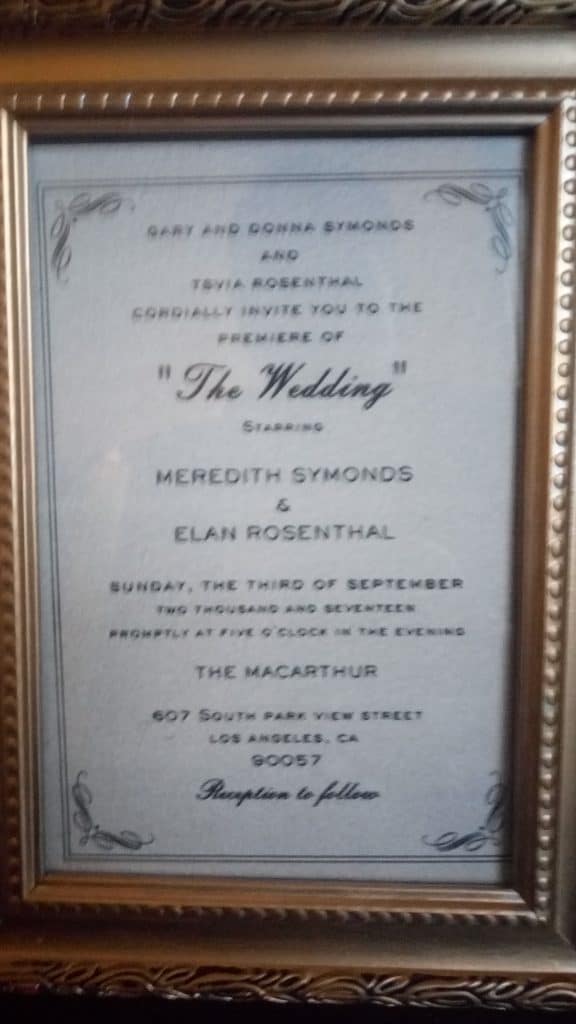 GARY AND DONNA SYMONDS
AND
TSVIA ROSENTHAL
CORDIALLY INVITE YOU TO THE
PREMIERE OF
"The Wedding"
STARRING
MEREDITH SYMONDS
&
ELAN ROSENTHAL
SUNDAY, THE THIRD OF SEPTEMBER
TWO THOUSAND AND SEVENTEEN
PROMPTLY AT FIVE O'CLOCK IN THE EVENING
THE MACARTHUR
607 SOUTH PARK VIEW STREET
LOS ANGELES, CA
90057
Reception to follow